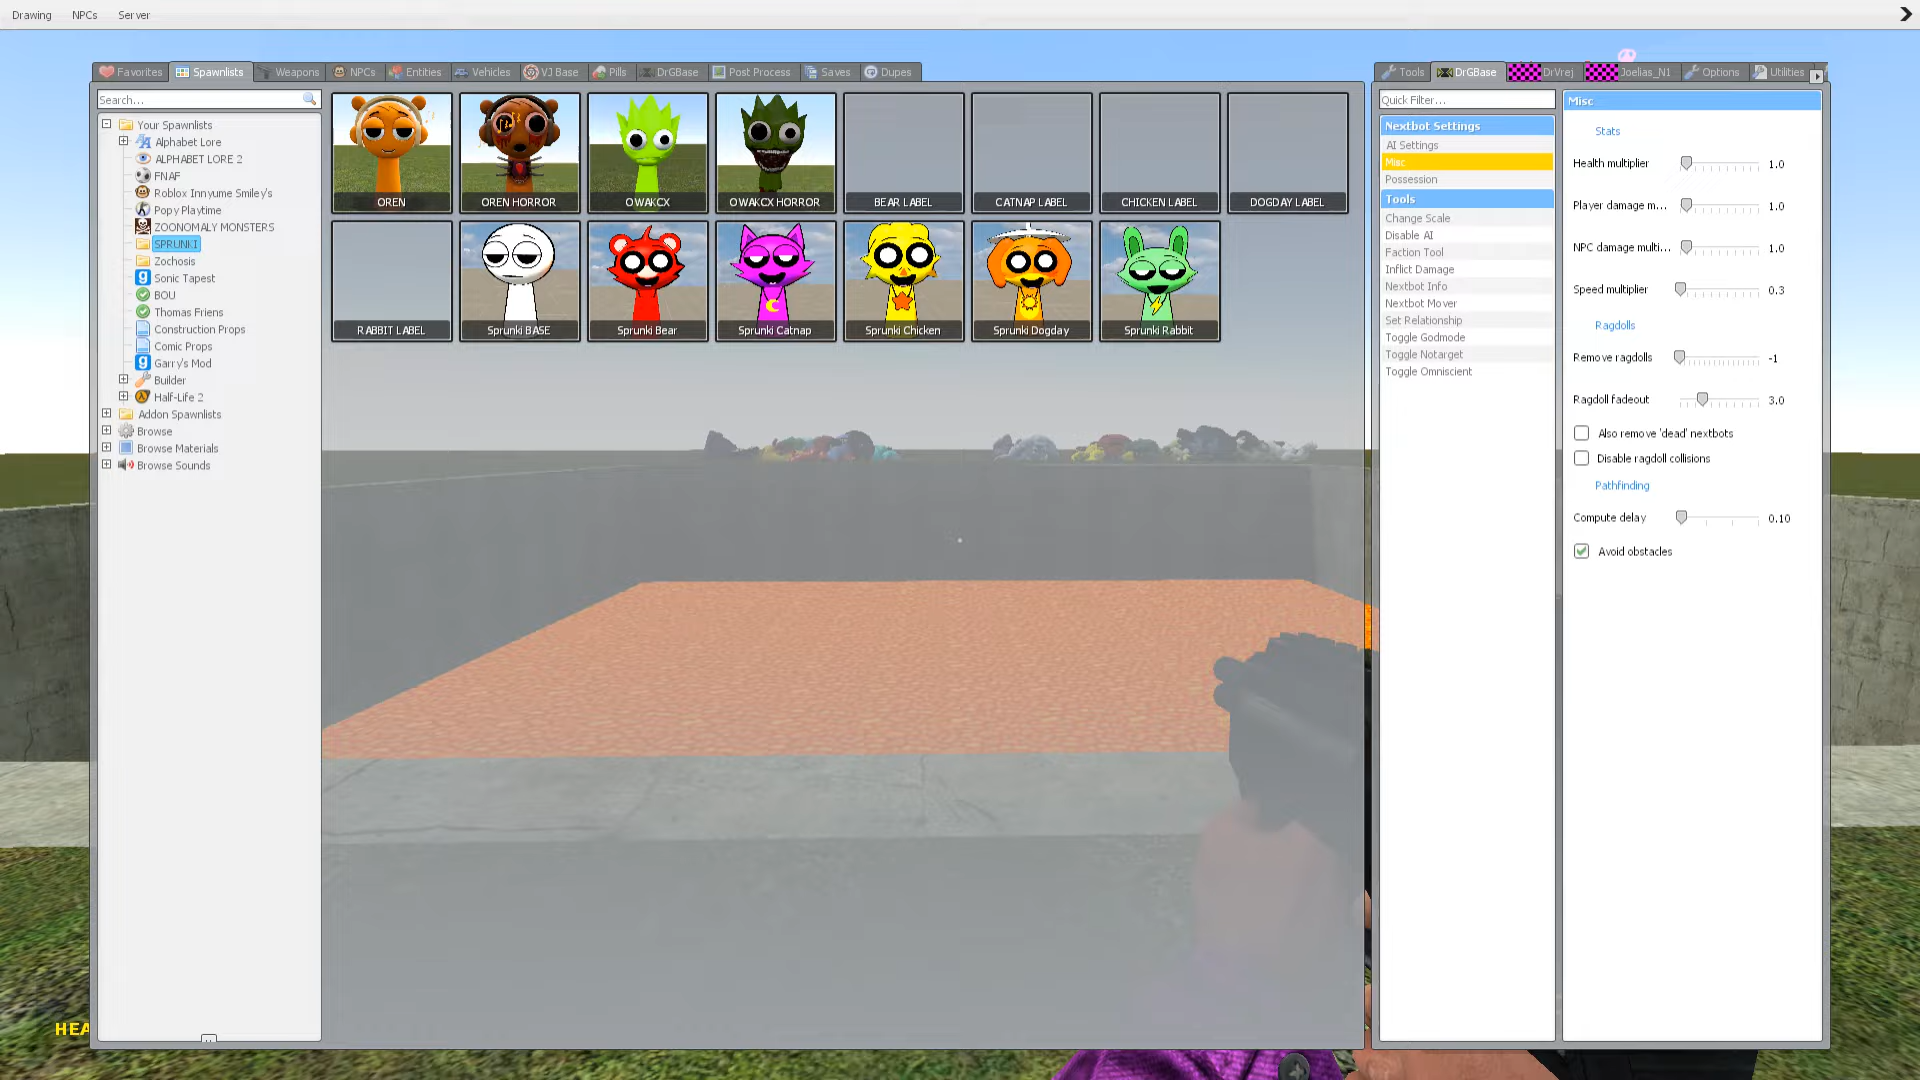 Drawing NPCs Server
Favorites Spawnlists Weapons NPCs Entities Vehicles VJ Base Pills DrGBase Post Process Saves Dupes
Search...
Your Spawnlists
Alphabet Lore
ALPHABET LORE 2
FNAF
Roblox Innyume Smiley's
Popy Playtime
ZOONOMALY MONSTERS
SPRUNKI
Zochosis
Sonic Tapest
BOU
Thomas Friens
Construction Props
Comic Props
Garry's Mod
Builder
Half-Life 2
Addon Spawnlists
Browse
Browse Materials
Browse Sounds
OREN OREN HORROR OWAKCX OWAKCX HORROR BEAR LABEL CATNAP LABEL CHICKEN LABEL DOGDAY LABEL
RABBIT LABEL Sprunki BASE Sprunki Bear Sprunki Catnap Sprunki Chicken Sprunki Dogday Sprunki Rabbit
HEA
Tools DrGBase DrVrej Joelias_N1 Options Utilities
Quick Filter...
Nextbot Settings
AI Settings
Misc
Possession
Tools
Change Scale
Disable AI
Faction Tool
Inflict Damage
Nextbot Info
Nextbot Mover
Set Relationship
Toggle Godmode
Toggle Notarget
Toggle Omniscient
Misc
Stats
Health multiplier 1.0
Player damage m... 1.0
NPC damage multi... 1.0
Speed multiplier 0.3
Ragdolls
Remove ragdolls -1
Ragdoll fadeout 3.0
Also remove 'dead' nextbots
Disable ragdoll collisions
Pathfinding
Compute delay 0.10
Avoid obstacles